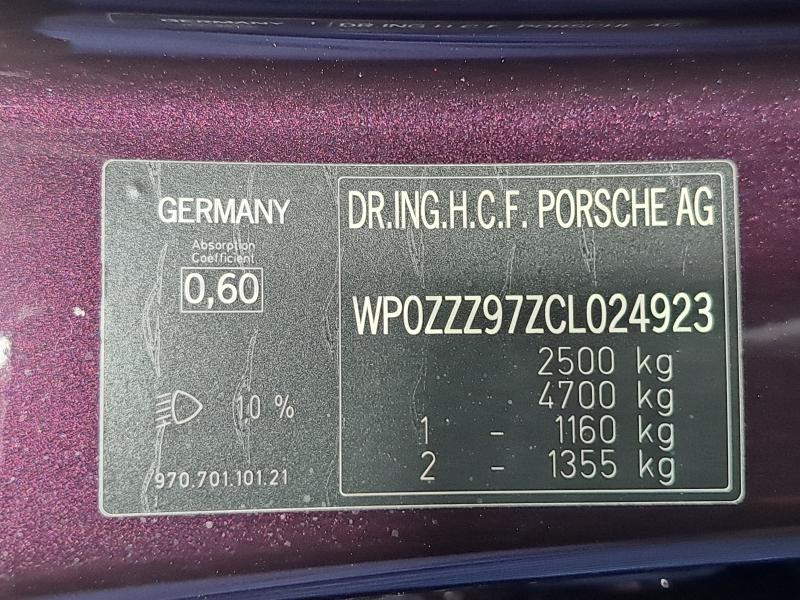 GERMANY
Absorption
Coefficient
0,60
10 %
970.701.101.21
DR.ING.H.C.F. PORSCHE AG
WP0ZZZ97ZCL024923
2500 kg
4700 kg
1 - 1160 kg
2 - 1355 kg